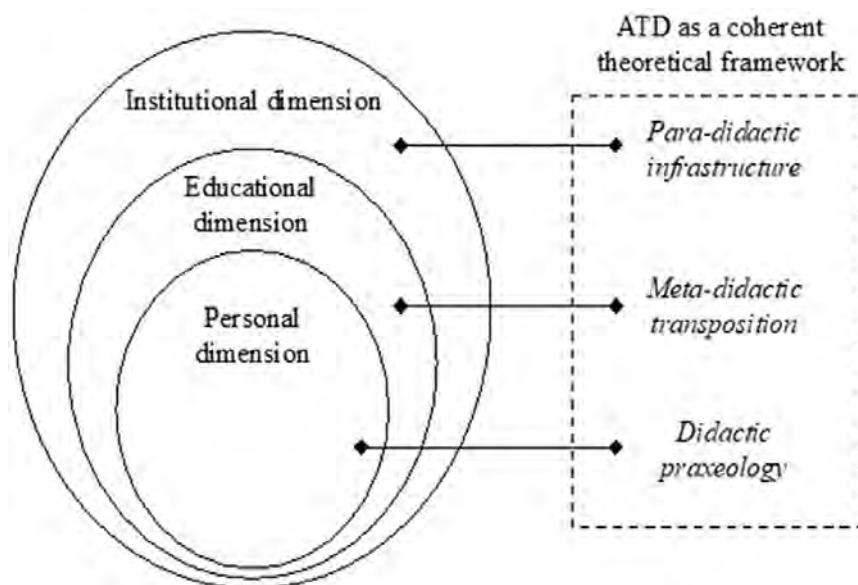 ATD as a coherent
theoretical framework
Institutional dimension
Para-didactic
infrastructure
Educational
dimension
Meta-didactic
transposition
Personal
dimension
Didactic
praxeology